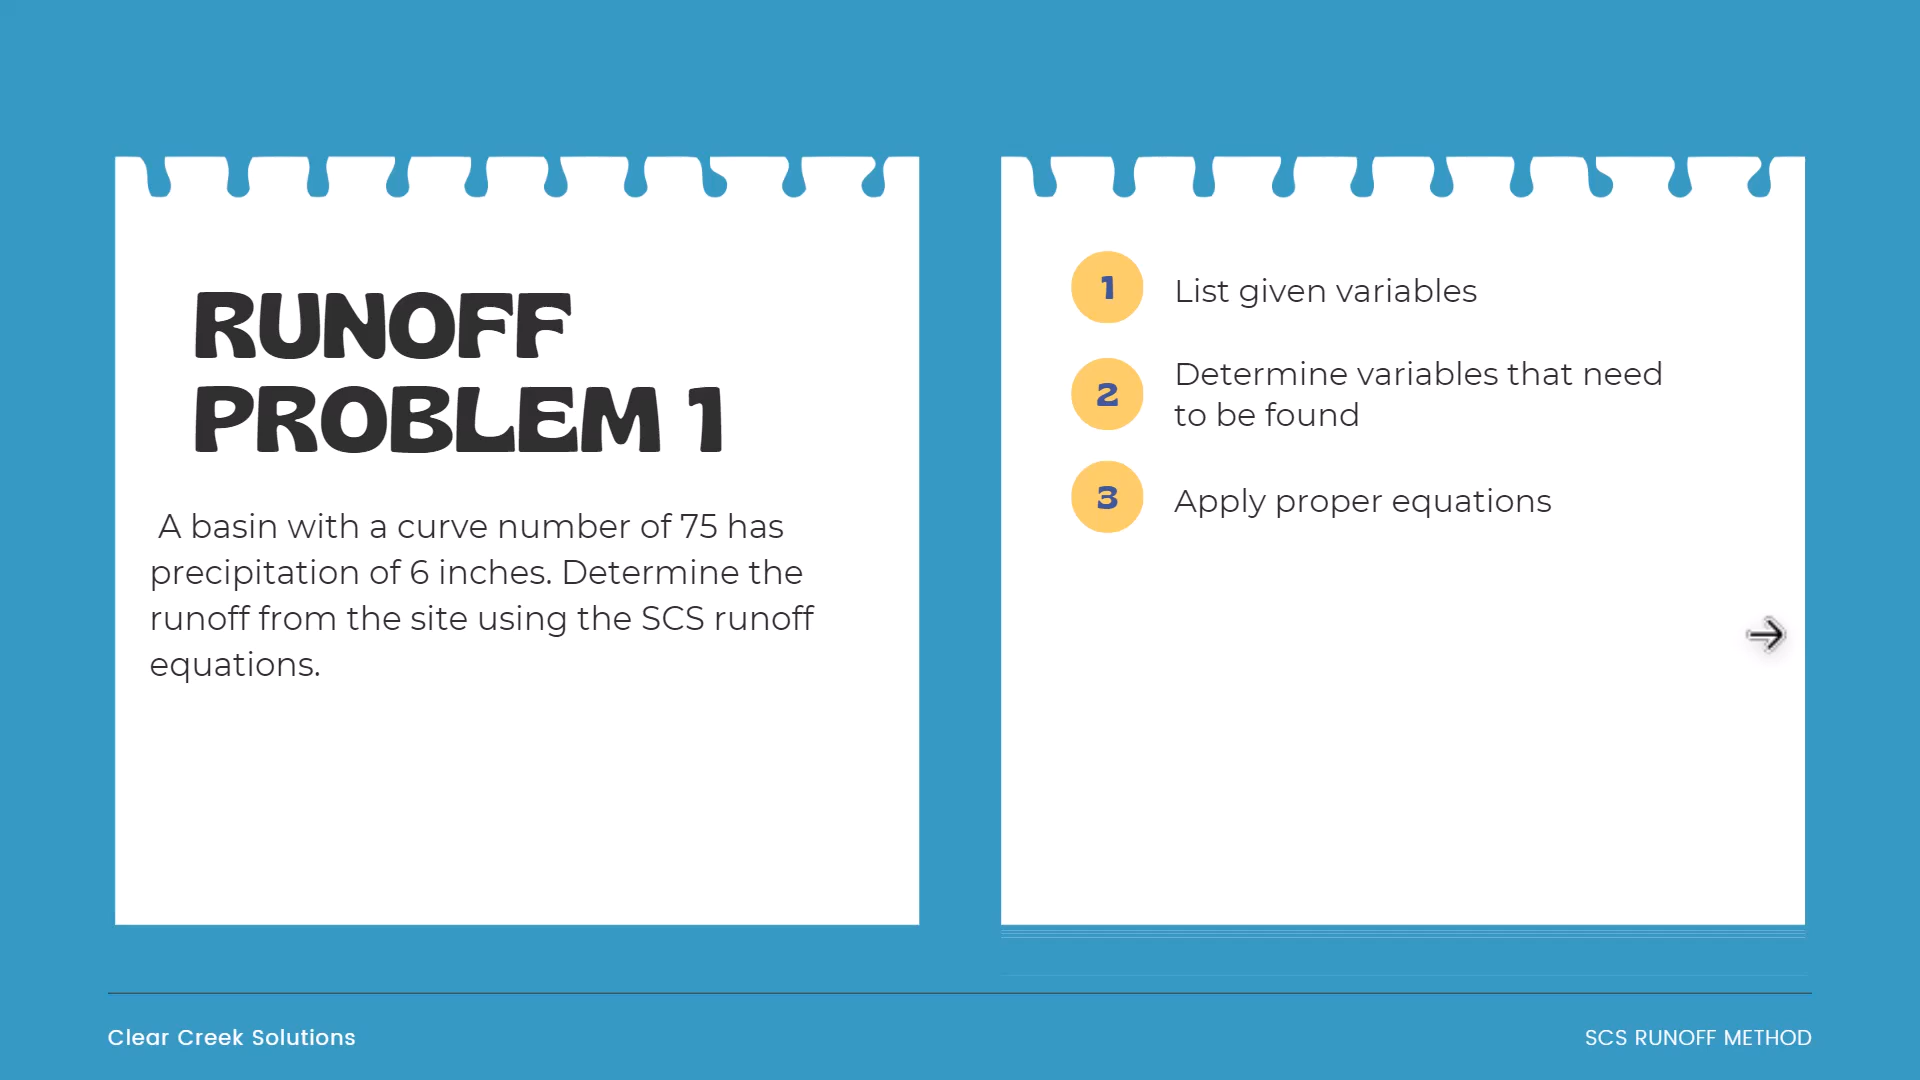 RUNOFF
PROBLEM 1
A basin with a curve number of 75 has
precipitation of 6 inches. Determine the
runoff from the site using the SCS runoff
equations.
1 List given variables
2 Determine variables that need
to be found
3 Apply proper equations
Clear Creek Solutions
SCS RUNOFF METHOD